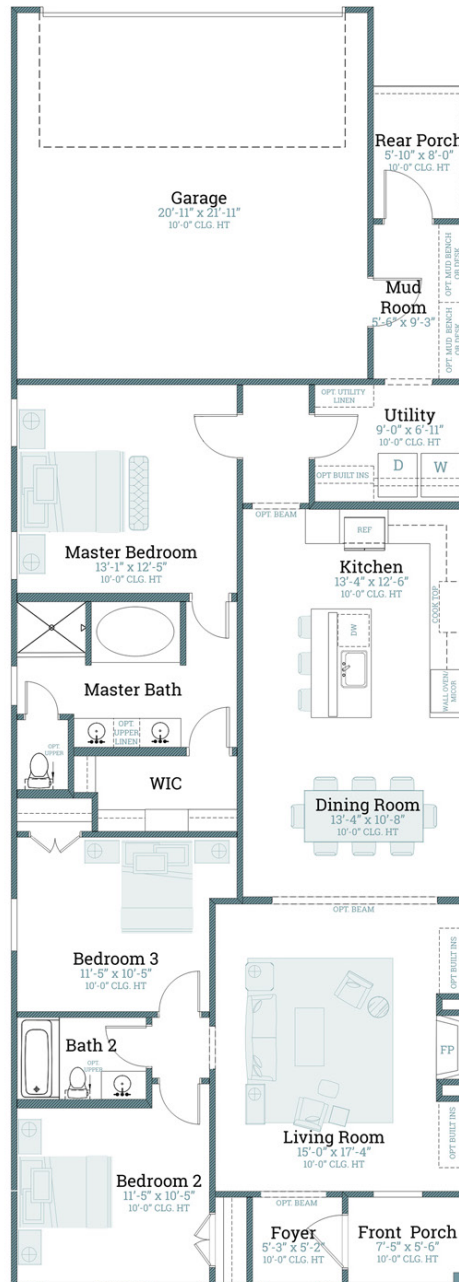 Rear Porch
5'-10" x 8'-0"
10'-0" CLG. HT
Garage
20'-11" x 21'-11"
10'-0" CLG. HT
OPT. MUD BENCH
OR DESK
Mud
Room
5'-6" x 9'-3"
OPT. MUD BENCH
OR DESK
OPT. UTILITY
LINEN
Utility
9'-0" x 6'-11"
10'-0" CLG. HT
OPT BUILT INS
D
W
OPT. BEAM
Master Bedroom
13'-1" x 12'-5"
10'-0" CLG. HT
REF
Kitchen
13'-4" x 12'-6"
10'-0" CLG. HT
COOK TOP
DW
WALL OVEN/
MICOR
Master Bath
OPT.
UPPER
LINEN
OPT.
UPPER
WIC
Dining Room
13'-4" x 10'-8"
10'-0" CLG. HT
OPT. BEAM
Bedroom 3
11'-5" x 10'-5"
10'-0" CLG. HT
OPT BUILT INS
Bath 2
OPT.
UPPER
FP
Living Room
15'-0" x 17'-4"
10'-0" CLG. HT
OPT BUILT INS
Bedroom 2
11'-5" x 10'-5"
10'-0" CLG. HT
OPT. BEAM
Foyer
5'-3" x 5'-2"
10'-0" CLG. HT
Front Porch
7'-5" x 5'-6"
10'-0" CLG. HT